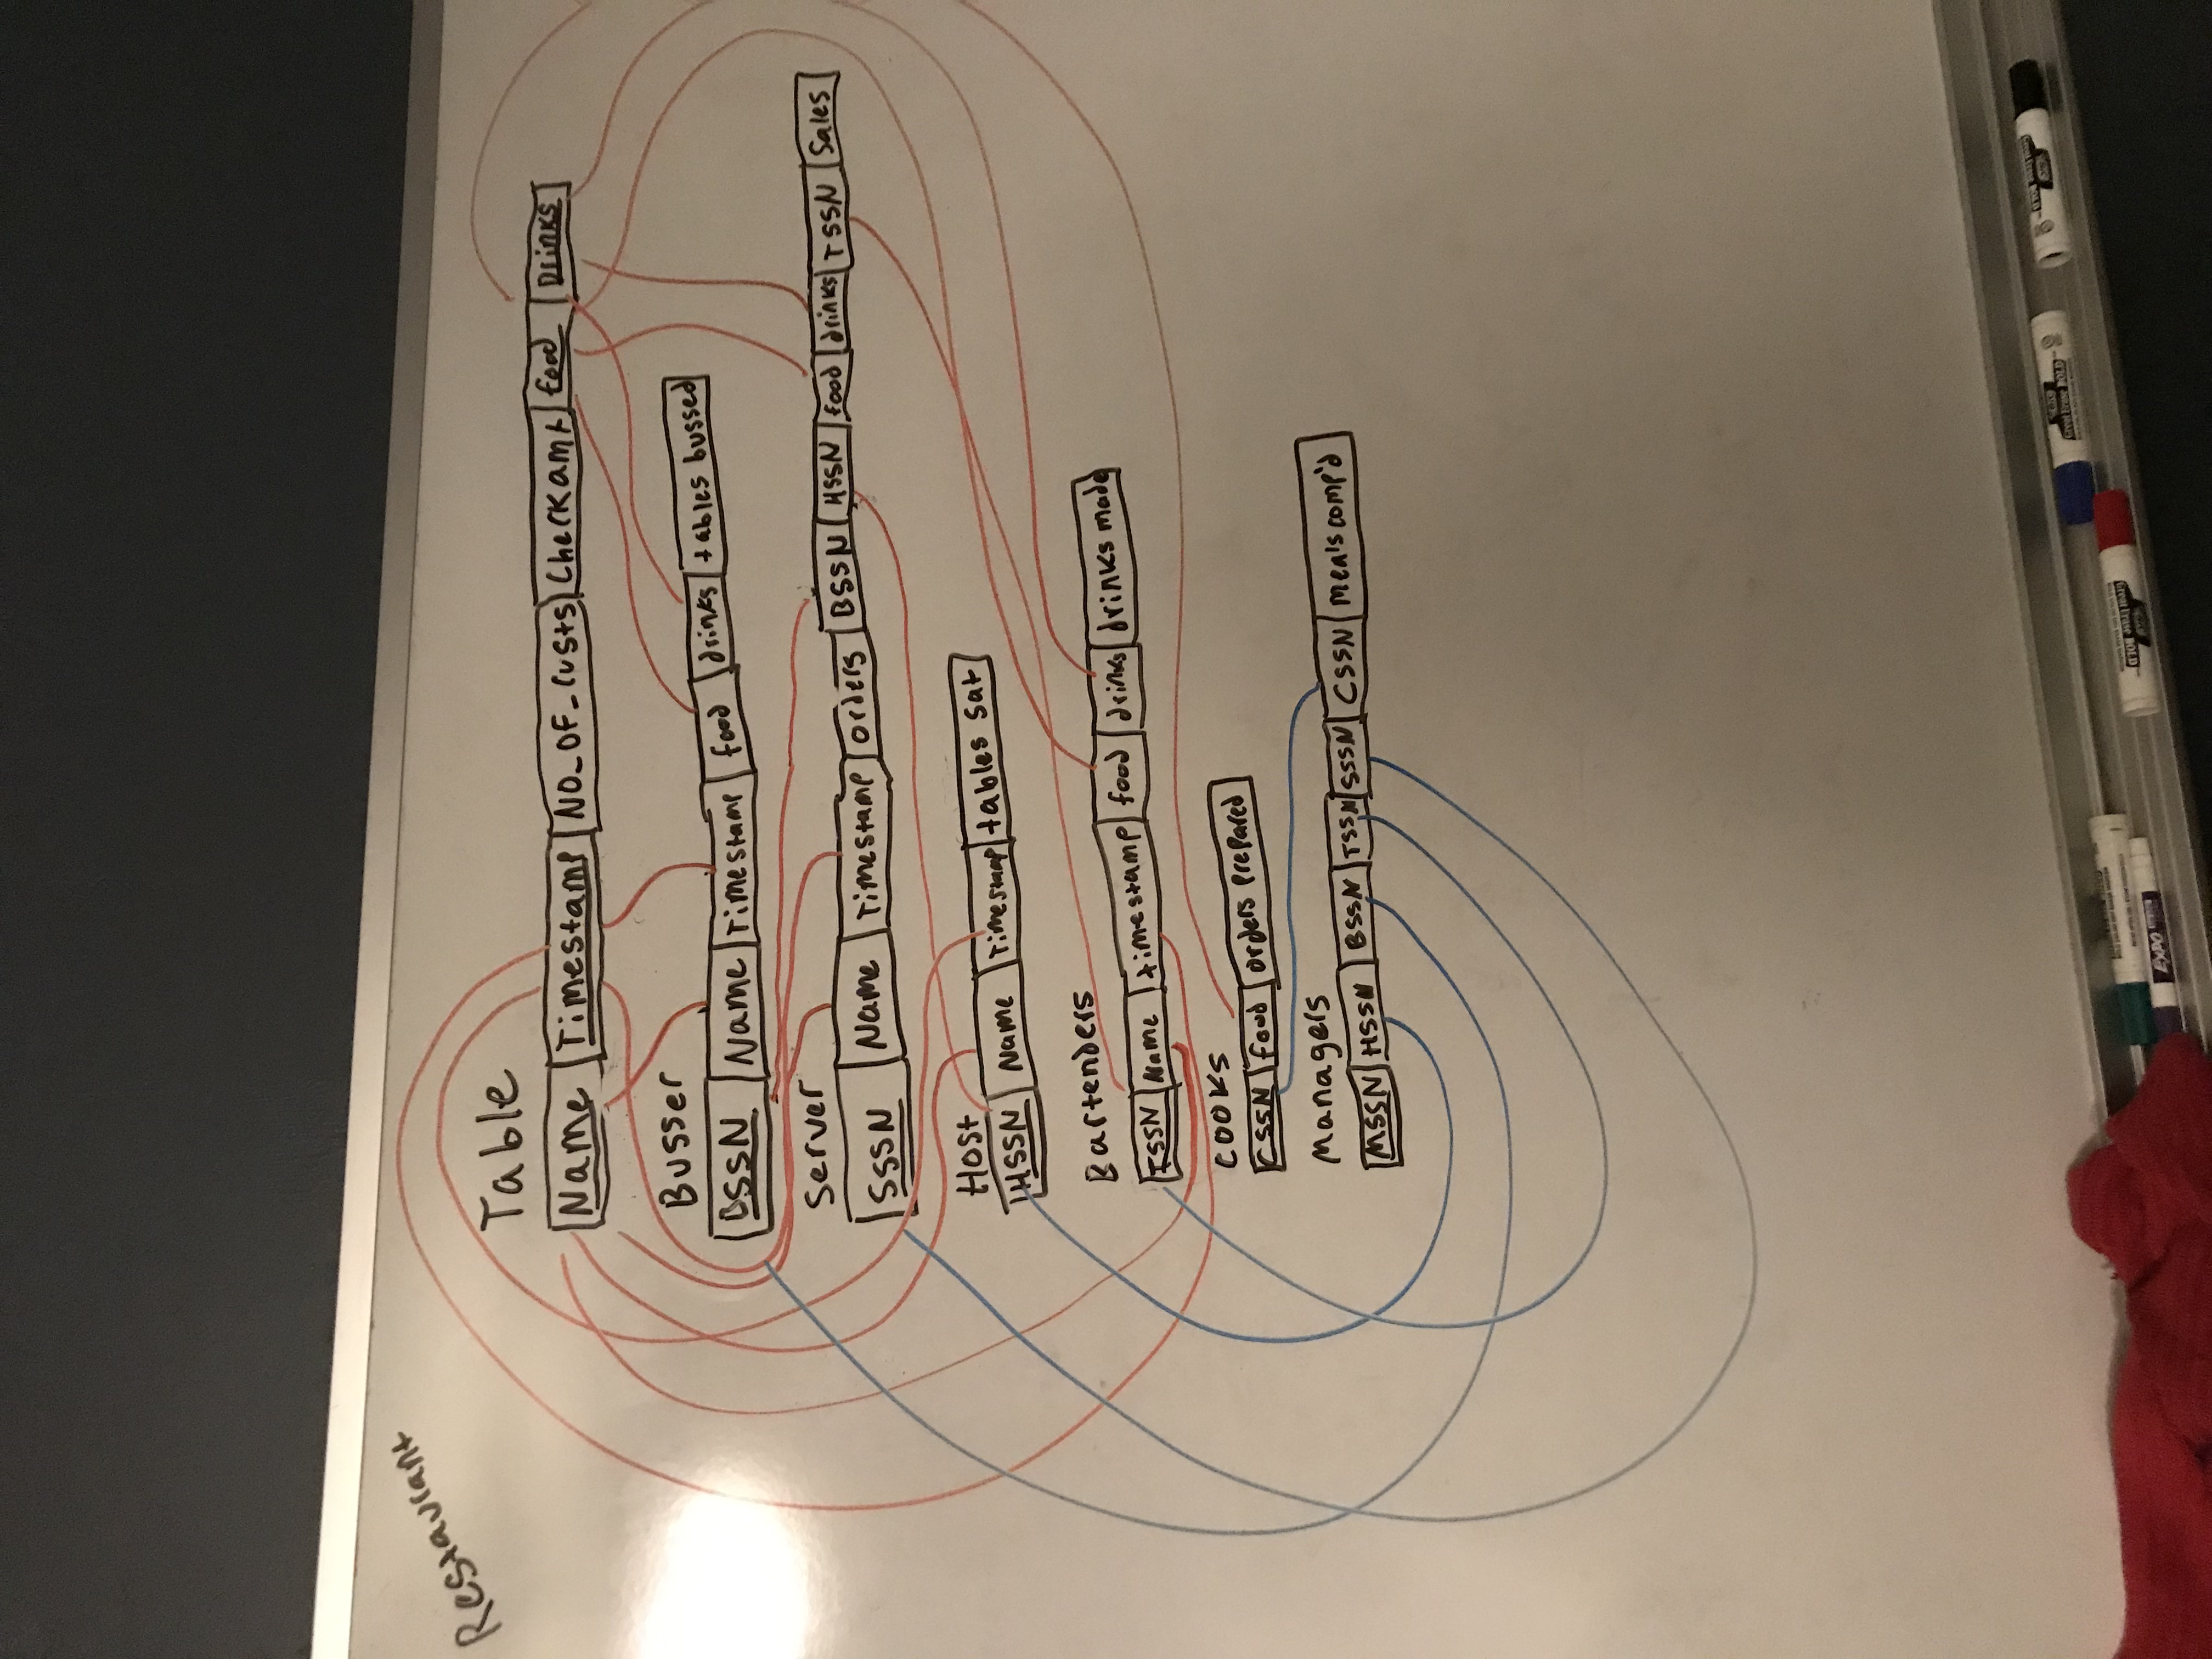 Restaurant
Table
Name Timestamp NO_OF_Custs Checkamt food Drinks
Busser
BSSN Name Timestamp food drinks tables bussed
Server
SSSN Name Timestamp orders BSSN HSSN food drinks TSSN Sales
Host
HSSN Name Timestamp tables sat
Bartenders
TSSN Name timestamp food drinks drinks made
Cooks
CSSN food orders prepared
Managers
MSSN HSSN BSSN TSSN SSSN CSSN comp'd
Great Erase BOLD
Great Erase BOLD
Great Erase BOLD
EXPO